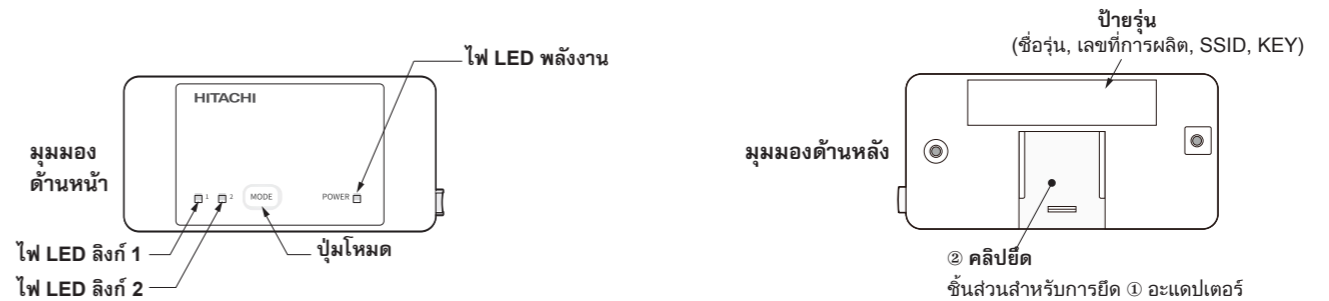 ไฟ LED พลังงาน
HITACHI
มุมมอง
ด้านหน้า
1 2 MODE POWER
ไฟ LED ลิงก์ 1
ปุ่มโหมด
ไฟ LED ลิงก์ 2
ป้ายรุ่น
(ชื่อรุ่น, เลขที่การผลิต, SSID, KEY)
มุมมองด้านหลัง
② คลิปยึด
ชิ้นส่วนสำหรับการยึด ① อะแดปเตอร์